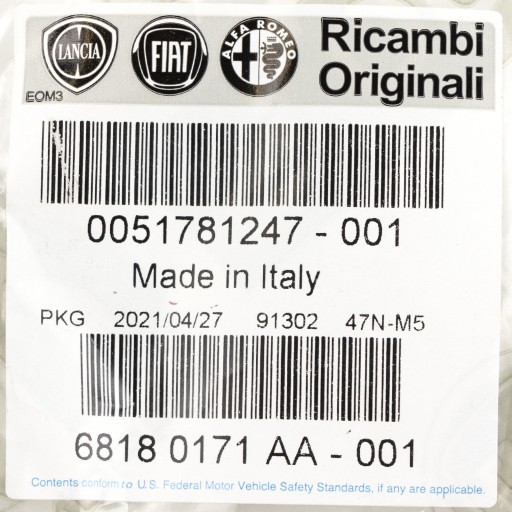 LANCIA FIAT ALFA ROMEO Ricambi
Originali
EOM3
0051781247 - 001
Made in Italy
PKG 2021/04/27 91302 47N-M5
6818 0171 AA - 001
Contents conform to U.S. Federal Motor Vehicle Safety Standards, if any are applicable.